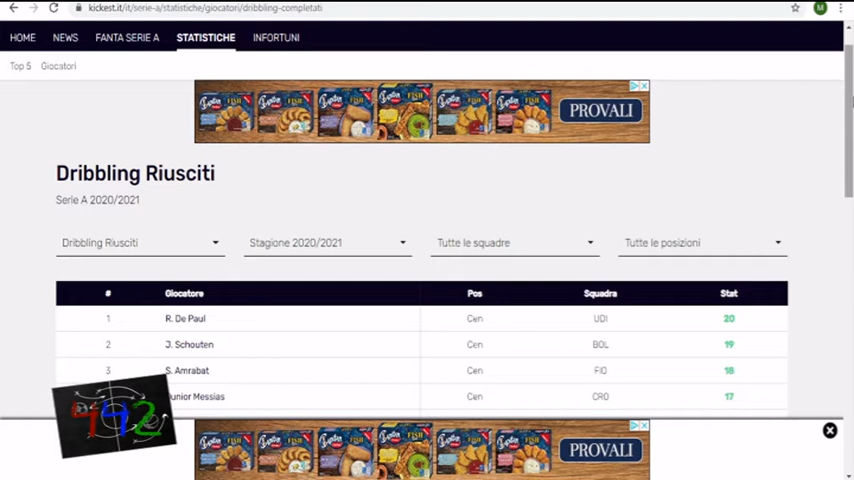 kickest.it/it/serie-a/statistiche/giocatori/dribbling-completati
M
HOME NEWS FANTA SERIE A STATISTICHE INFORTUNI
Top 5 Giocatori
PROVALI
Dribbling Riusciti
Serie A 2020/2021
Dribbling Riusciti Stagione 2020/2021 Tutte le squadre Tutte le posizioni
# Giocatore Pos Squadra Stat
1 R. De Paul Cen UDI 20
2 J. Schouten Cen BOL 19
3 S. Amrabat Cen FIO 18
Junior Messias Cen CRO 17
442
PROVALI